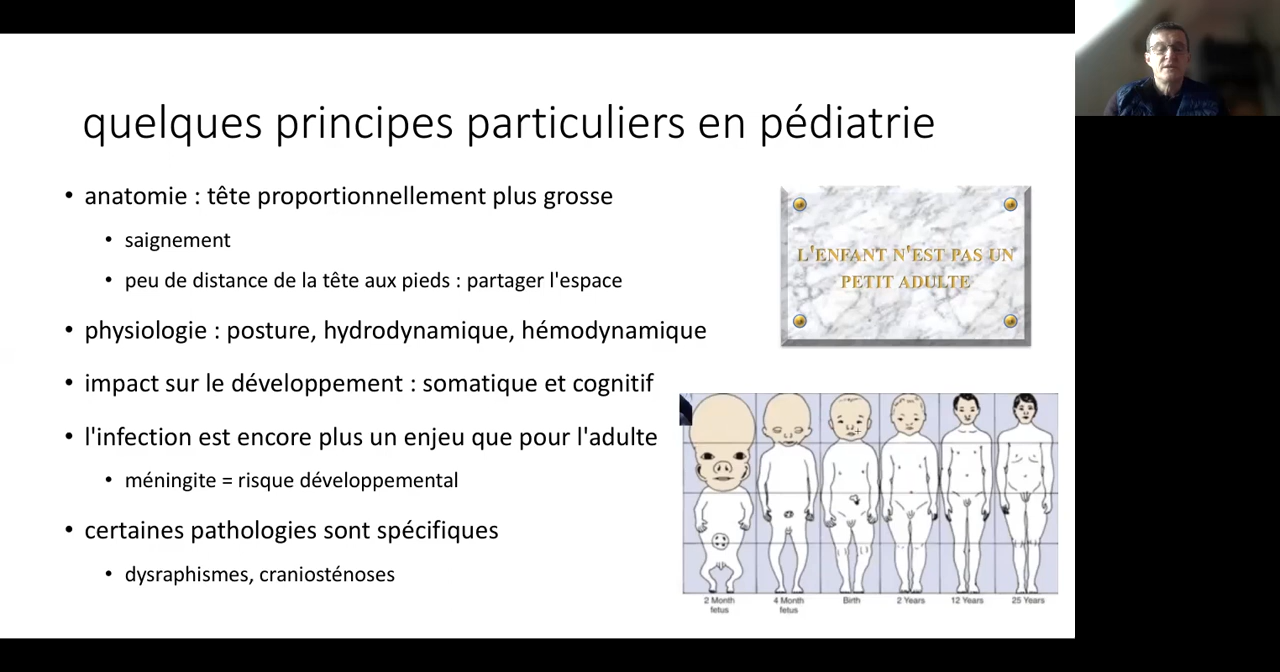 quelques principes particuliers en pédiatrie
• anatomie : tête proportionnellement plus grosse
• saignement
• peu de distance de la tête aux pieds : partager l'espace
• physiologie : posture, hydrodynamique, hémodynamique
• impact sur le développement : somatique et cognitif
• l'infection est encore plus un enjeu que pour l'adulte
• méningite = risque développemental
• certaines pathologies sont spécifiques
• dysraphismes, craniosténoses
L'ENFANT N'EST PAS UN
PETIT ADULTE
2 Month
fetus
4 Month
fetus
Birth
2 Years
12 Years
25 Years